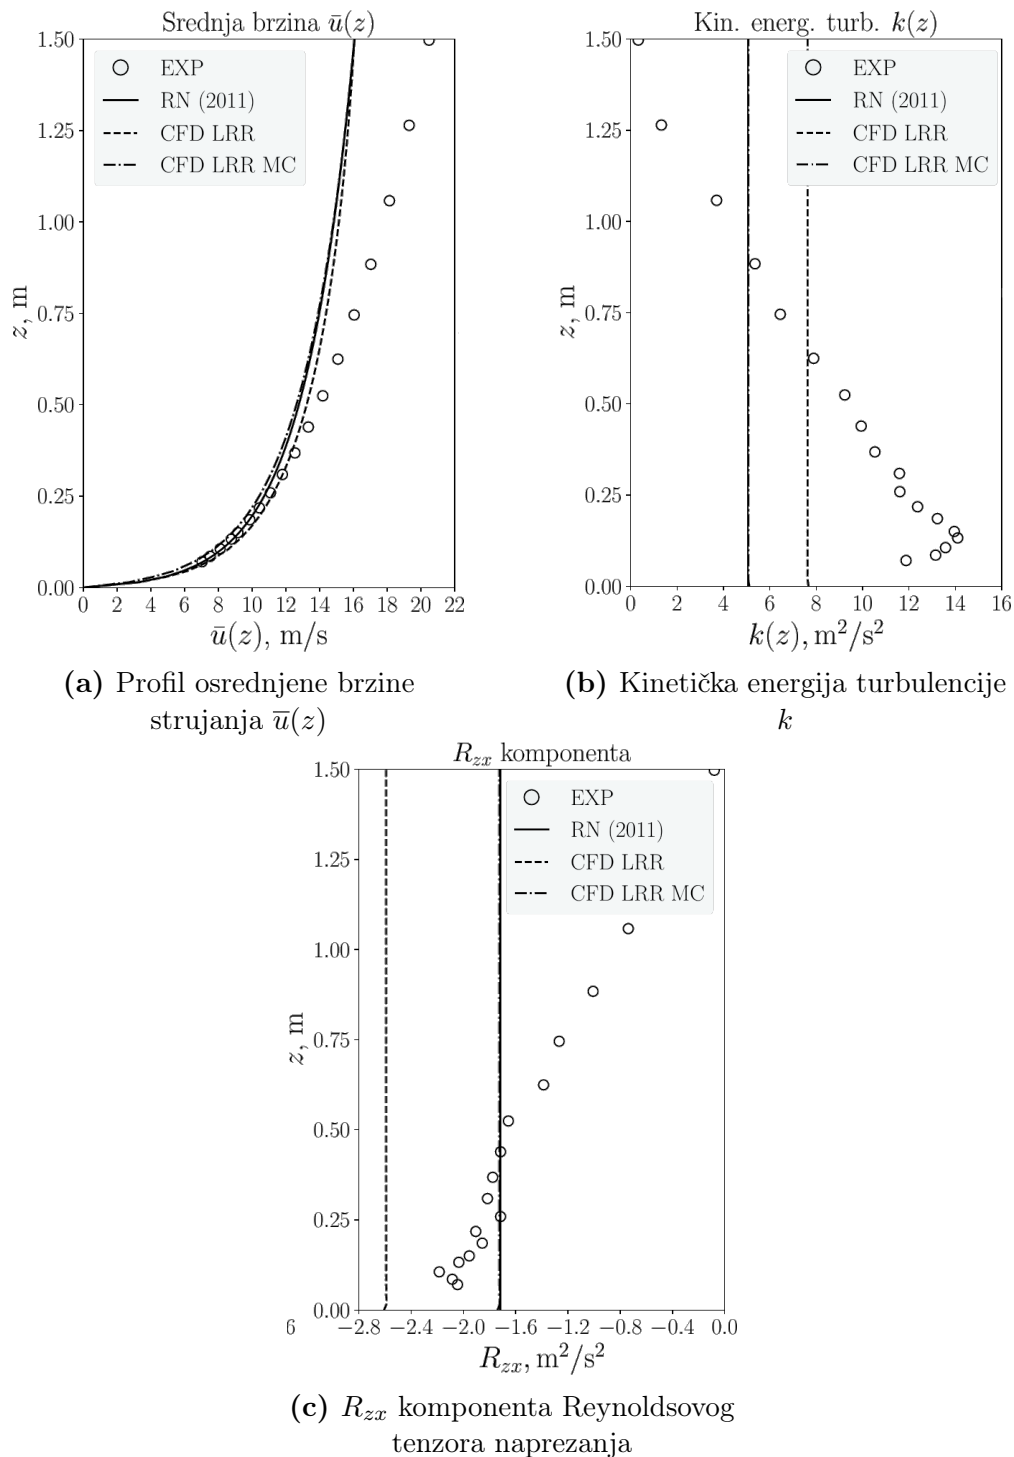 Srednja brzina ū(z)
1.50
1.25
1.00
0.75
0.50
0.25
0.00
z, m
EXP
RN (2011)
CFD LRR
CFD LRR MC
0 2 4 6 8 10 12 14 16 18 20 22
ū(z), m/s
(a) Profil osrednjene brzine
strujanja u̅(z)
Kin. energ. turb. k(z)
1.50
1.25
1.00
0.75
0.50
0.25
0.00
z, m
EXP
RN (2011)
CFD LRR
CFD LRR MC
0 2 4 6 8 10 12 14 16
k(z), m²/s²
(b) Kinetička energija turbulencije
k
R_{zx} komponenta
1.50
1.25
1.00
0.75
0.50
0.25
0.00
z, m
EXP
RN (2011)
CFD LRR
CFD LRR MC
6
−2.8 −2.4 −2.0 −1.6 −1.2 −0.8 −0.4 0.0
R_{zx}, m²/s²
(c) R_{zx} komponenta Reynoldsovog
tenzora naprezanja